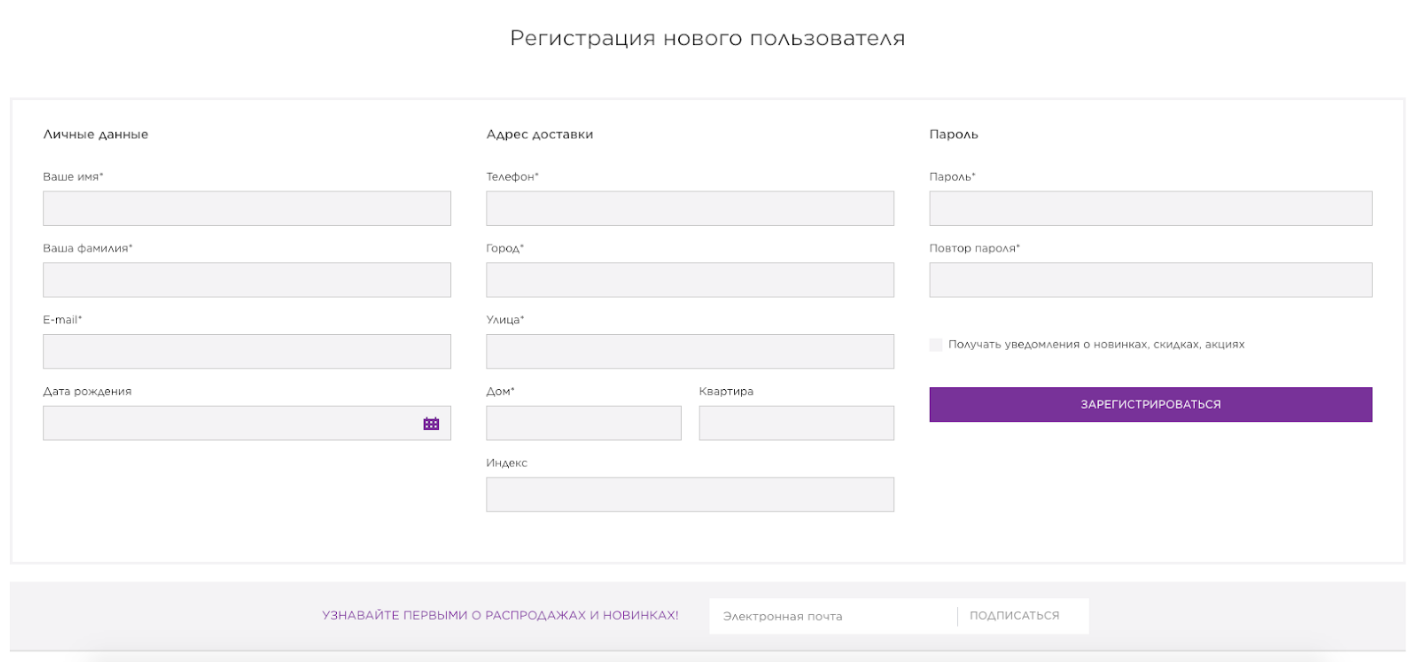 Регистрация нового пользователя
Личные данные
Ваше имя*
Ваша фамилия*
E-mail*
Дата рождения
Адрес доставки
Телефон*
Город*
Улица*
Дом*
Квартира
Индекс
Пароль
Пароль*
Повтор пароля*
Получать уведомления о новинках, скидках, акциях
ЗАРЕГИСТРИРОВАТЬСЯ
УЗНАВАЙТЕ ПЕРВЫМИ О РАСПРОДАЖАХ И НОВИНКАХ!
Электронная почта
ПОДПИСАТЬСЯ